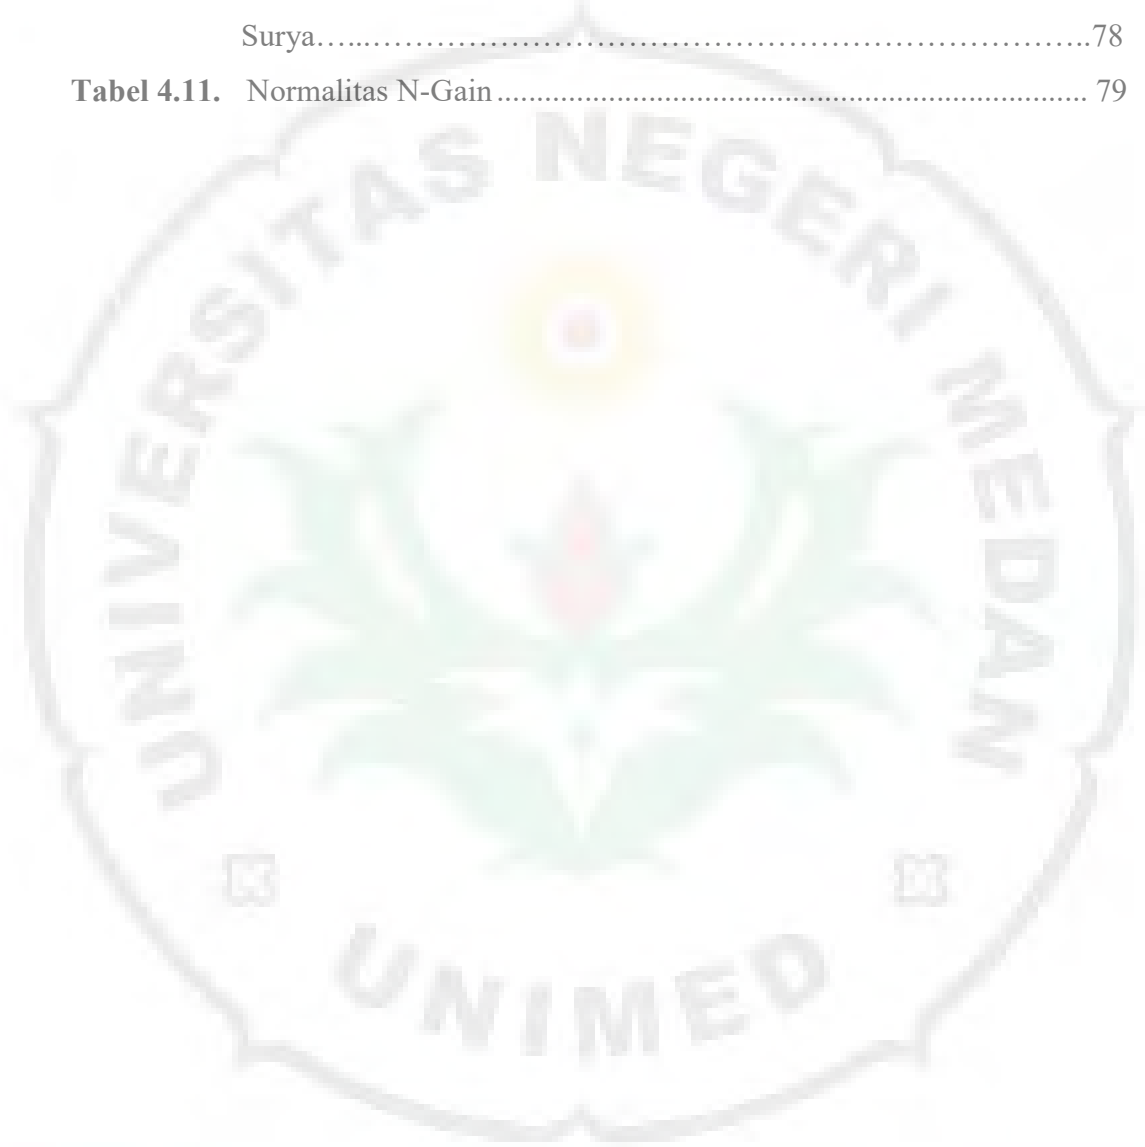 Surya…...…………………………………………………………………….78
Tabel 4.11. Normalitas N-Gain .......................................................................... 79
UNIVERSITAS NEGERI MEDAN
UNIMED